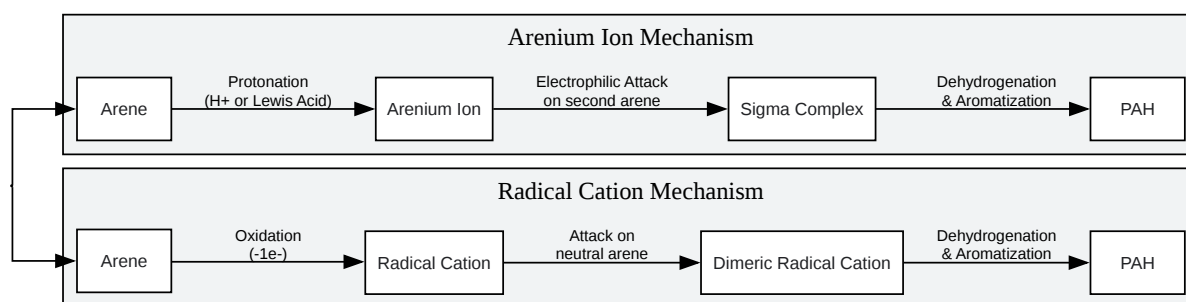 Arenium Ion Mechanism
Arene
Protonation
(H+ or Lewis Acid)
Arenium Ion
Electrophilic Attack
on second arene
Sigma Complex
Dehydrogenation
& Aromatization
PAH
Radical Cation Mechanism
Arene
Oxidation
(-1e-)
Radical Cation
Attack on
neutral arene
Dimeric Radical Cation
Dehydrogenation
& Aromatization
PAH